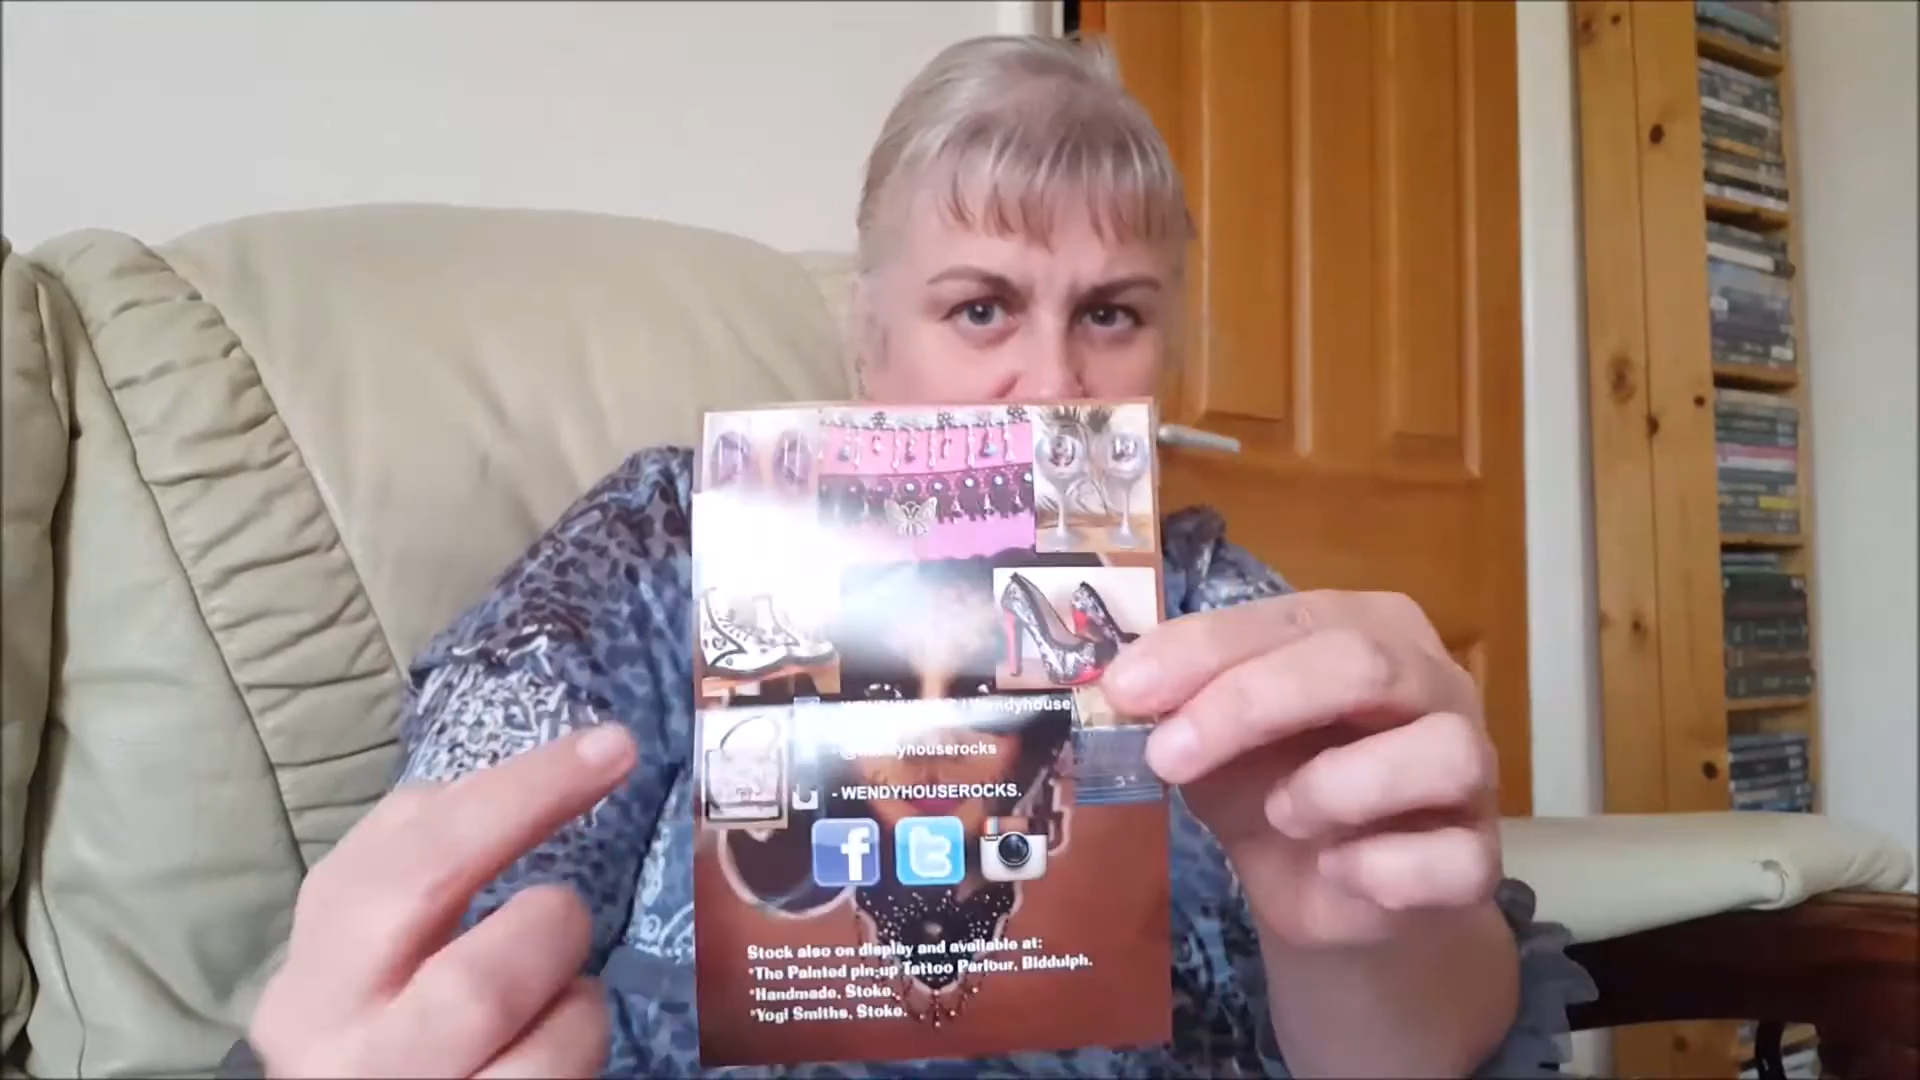 Wendyhouse
@wendyhouserocks
- WENDYHOUSEROCKS.
Stock also on display and available at:
*The Painted pin-up Tattoo Parlour, Biddulph.
*Handmade, Stoke.
*Yogi Smiths, Stoke.